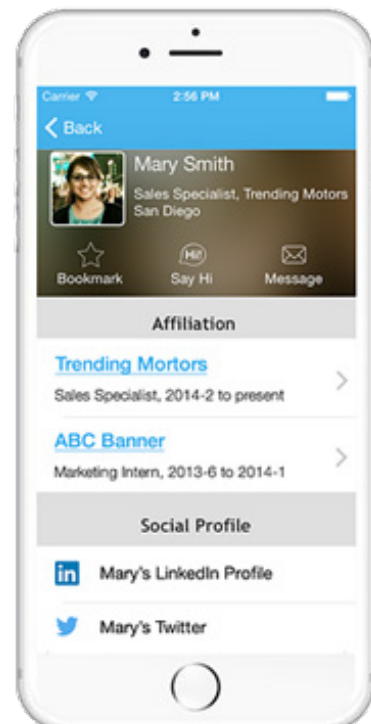 Carrier 2:56 PM
Back
Mary Smith
Sales Specialist, Trending Motors
San Diego
Bookmark Say Hi Message
Hi!
Affiliation
Trending Mortors
Sales Specialist, 2014-2 to present
ABC Banner
Marketing Intern, 2013-6 to 2014-1
Social Profile
in Mary's LinkedIn Profile
Mary's Twitter